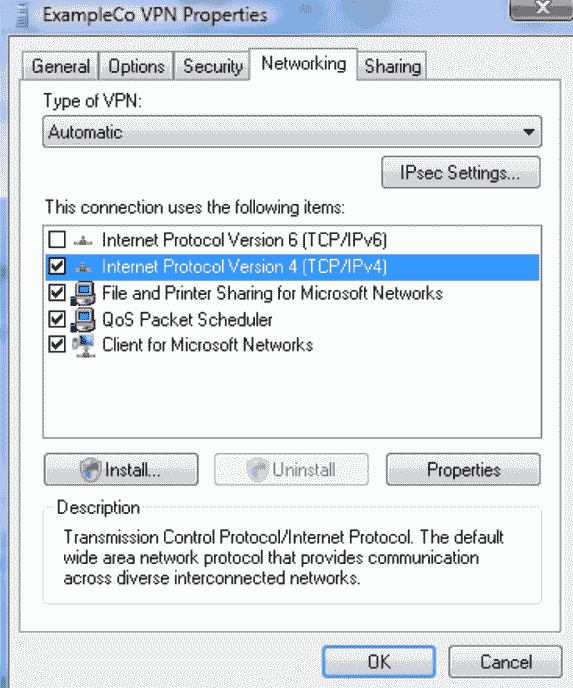 ExampleCo VPN Properties
General Options Security Networking Sharing
Type of VPN:
Automatic
IPsec Settings...
This connection uses the following items:
Internet Protocol Version 6 (TCP/IPv6)
Internet Protocol Version 4 (TCP/IPv4)
File and Printer Sharing for Microsoft Networks
QoS Packet Scheduler
Client for Microsoft Networks
Install... Uninstall Properties
Description
Transmission Control Protocol/Internet Protocol. The default
wide area network protocol that provides communication
across diverse interconnected networks.
OK Cancel